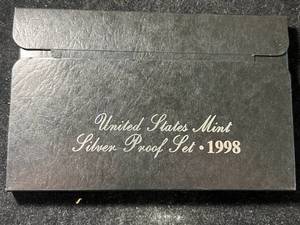 United States Mint
Silver Proof Set • 1998